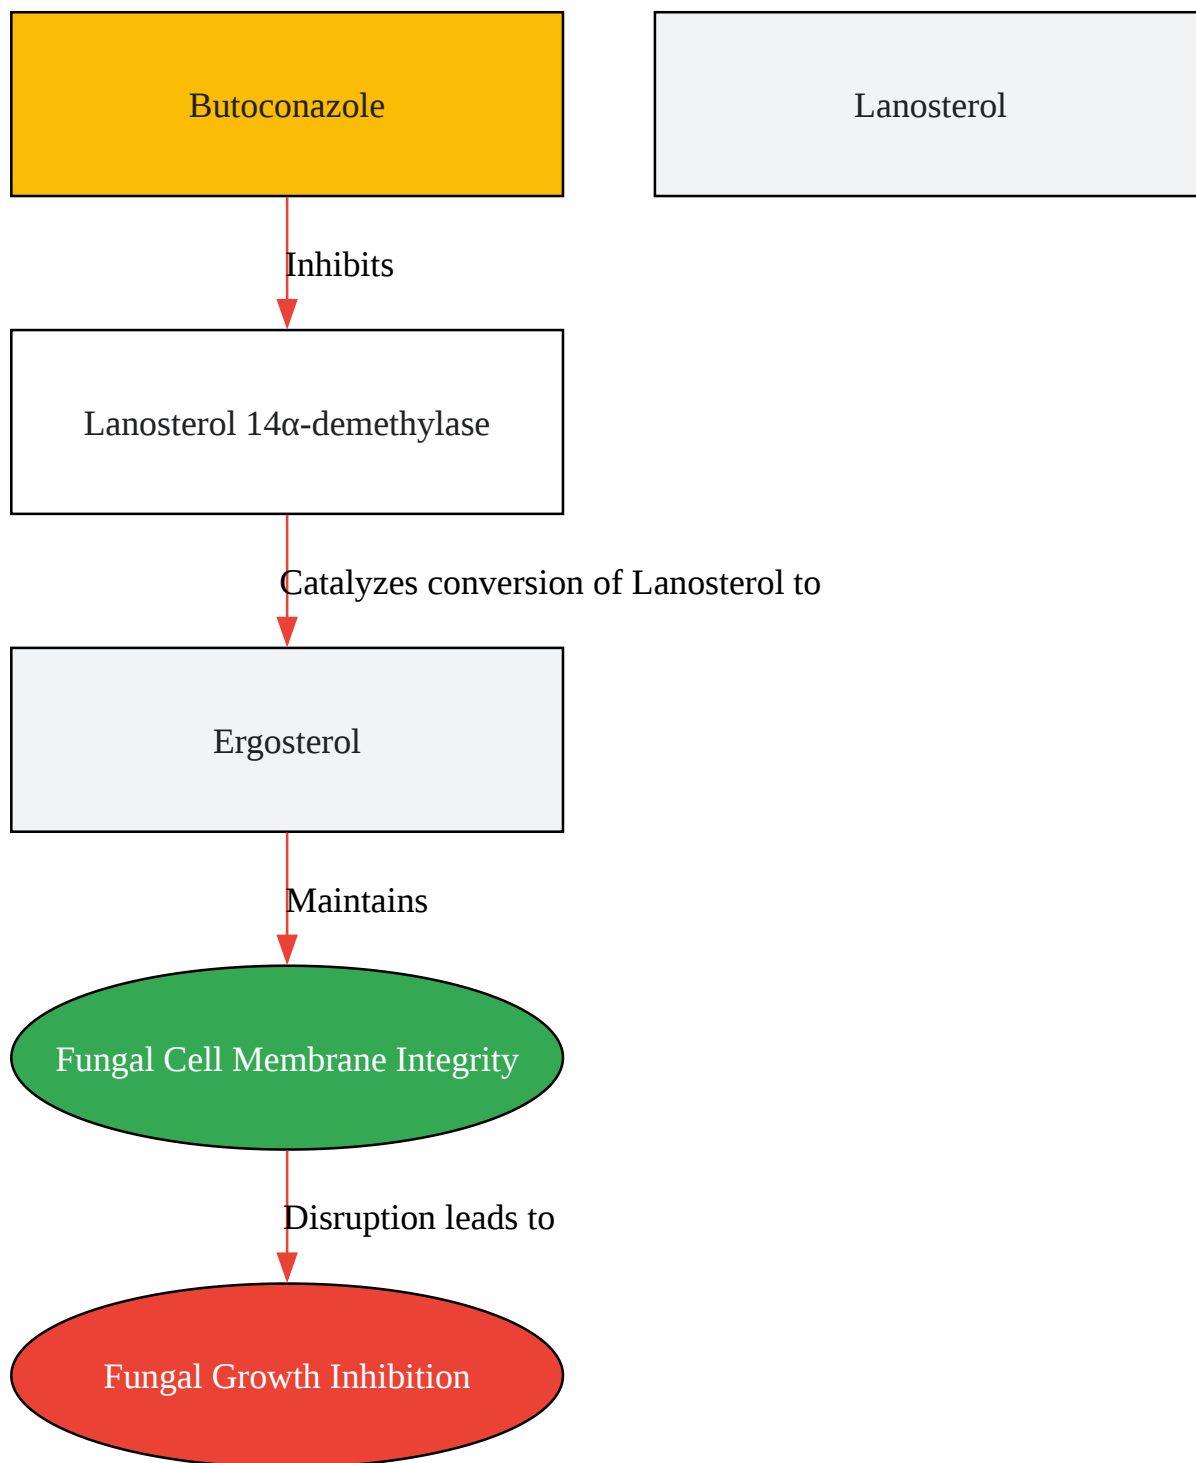 Butoconazole
Lanosterol
Inhibits
Lanosterol 14α-demethylase
Catalyzes conversion of Lanosterol to
Ergosterol
Maintains
Fungal Cell Membrane Integrity
Disruption leads to
Fungal Growth Inhibition